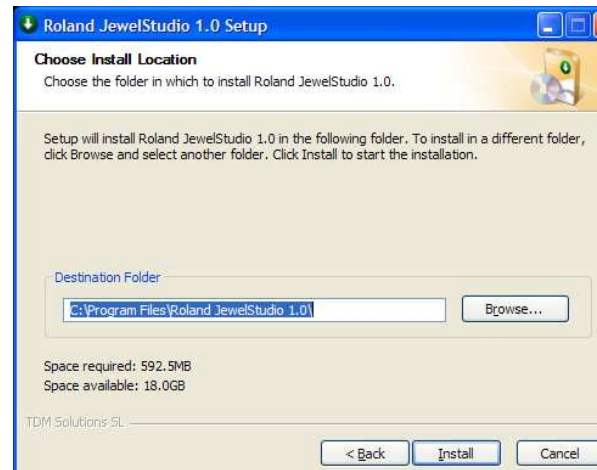 Roland JewelStudio 1.0 Setup
Choose Install Location
Choose the folder in which to install Roland JewelStudio 1.0.
Setup will install Roland JewelStudio 1.0 in the following folder. To install in a different folder,
click Browse and select another folder. Click Install to start the installation.
Destination Folder
C:\Program Files\Roland JewelStudio 1.0\
Browse...
Space required: 592.5MB
Space available: 18.0GB
TDM Solutions SL
< Back
Install
Cancel